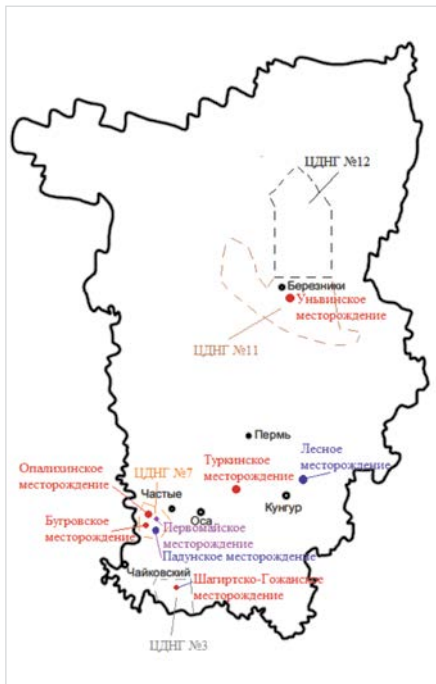 ЦДНГ №12
Березники
Уньвинское
месторождение
ЦДНГ №11
Пермь
Лесное
месторождение
Туркинское
месторождение
Опалихинское
месторождение
ЦДНГ №7
Частые
Кунгур
Оса
Бугровское
месторождение
Первомайское
месторождение
Падунское месторождение
Чайковский
Шагиртско-Гожанское
месторождение
ЦДНГ №3